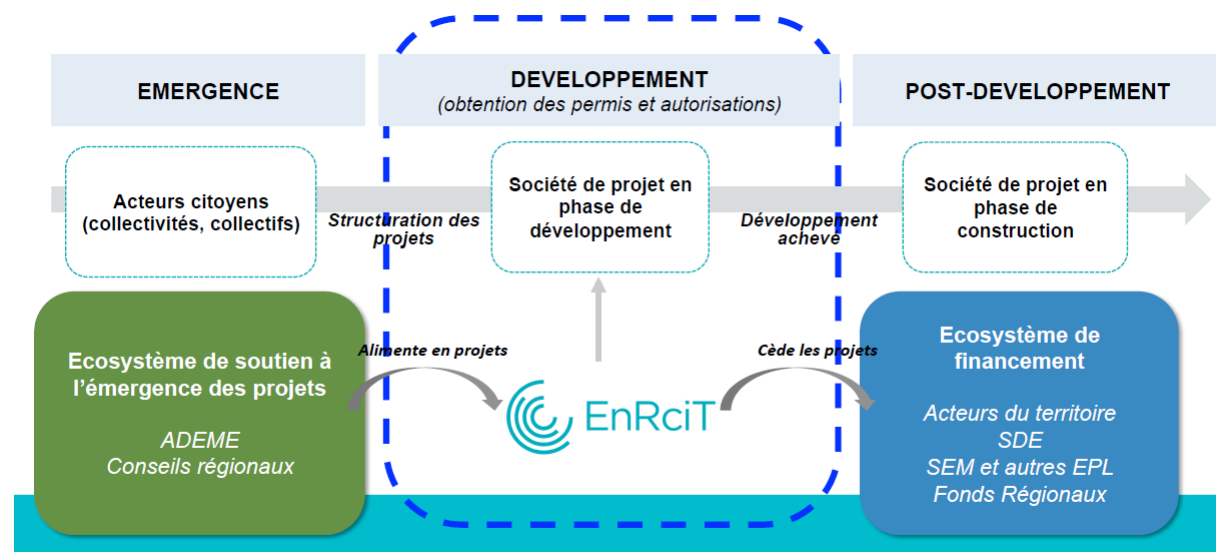 EMERGENCE
DEVELOPPEMENT
(obtention des permis et autorisations)
POST-DEVELOPPEMENT
Acteurs citoyens
(collectivités, collectifs)
Structuration des
projets
Société de projet en
phase de
développement
Développement
achevé
Société de projet en
phase de
construction
Ecosystème de soutien à
l'émergence des projets
ADEME
Conseils régionaux
Alimente en projets
EnRciT
Cède les projets
Ecosystème de
financement
Acteurs du territoire
SDE
SEM et autres EPL
Fonds Régionaux